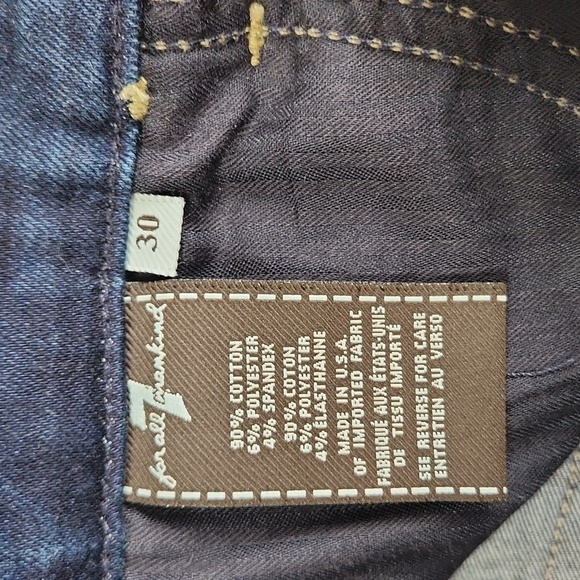 30
7
for all mankind
90% COTTON
6% POLYESTER
4% SPANDEX
90% COTON
6% POLYESTER
4% ÉLASTHANNE
MADE IN U.S.A.
OF IMPORTED FABRIC
FABRIQUÉ AUX ÉTATS-UNIS
DE TISSU IMPORTÉ
SEE REVERSE FOR CARE
ENTRETIEN AU VERSO